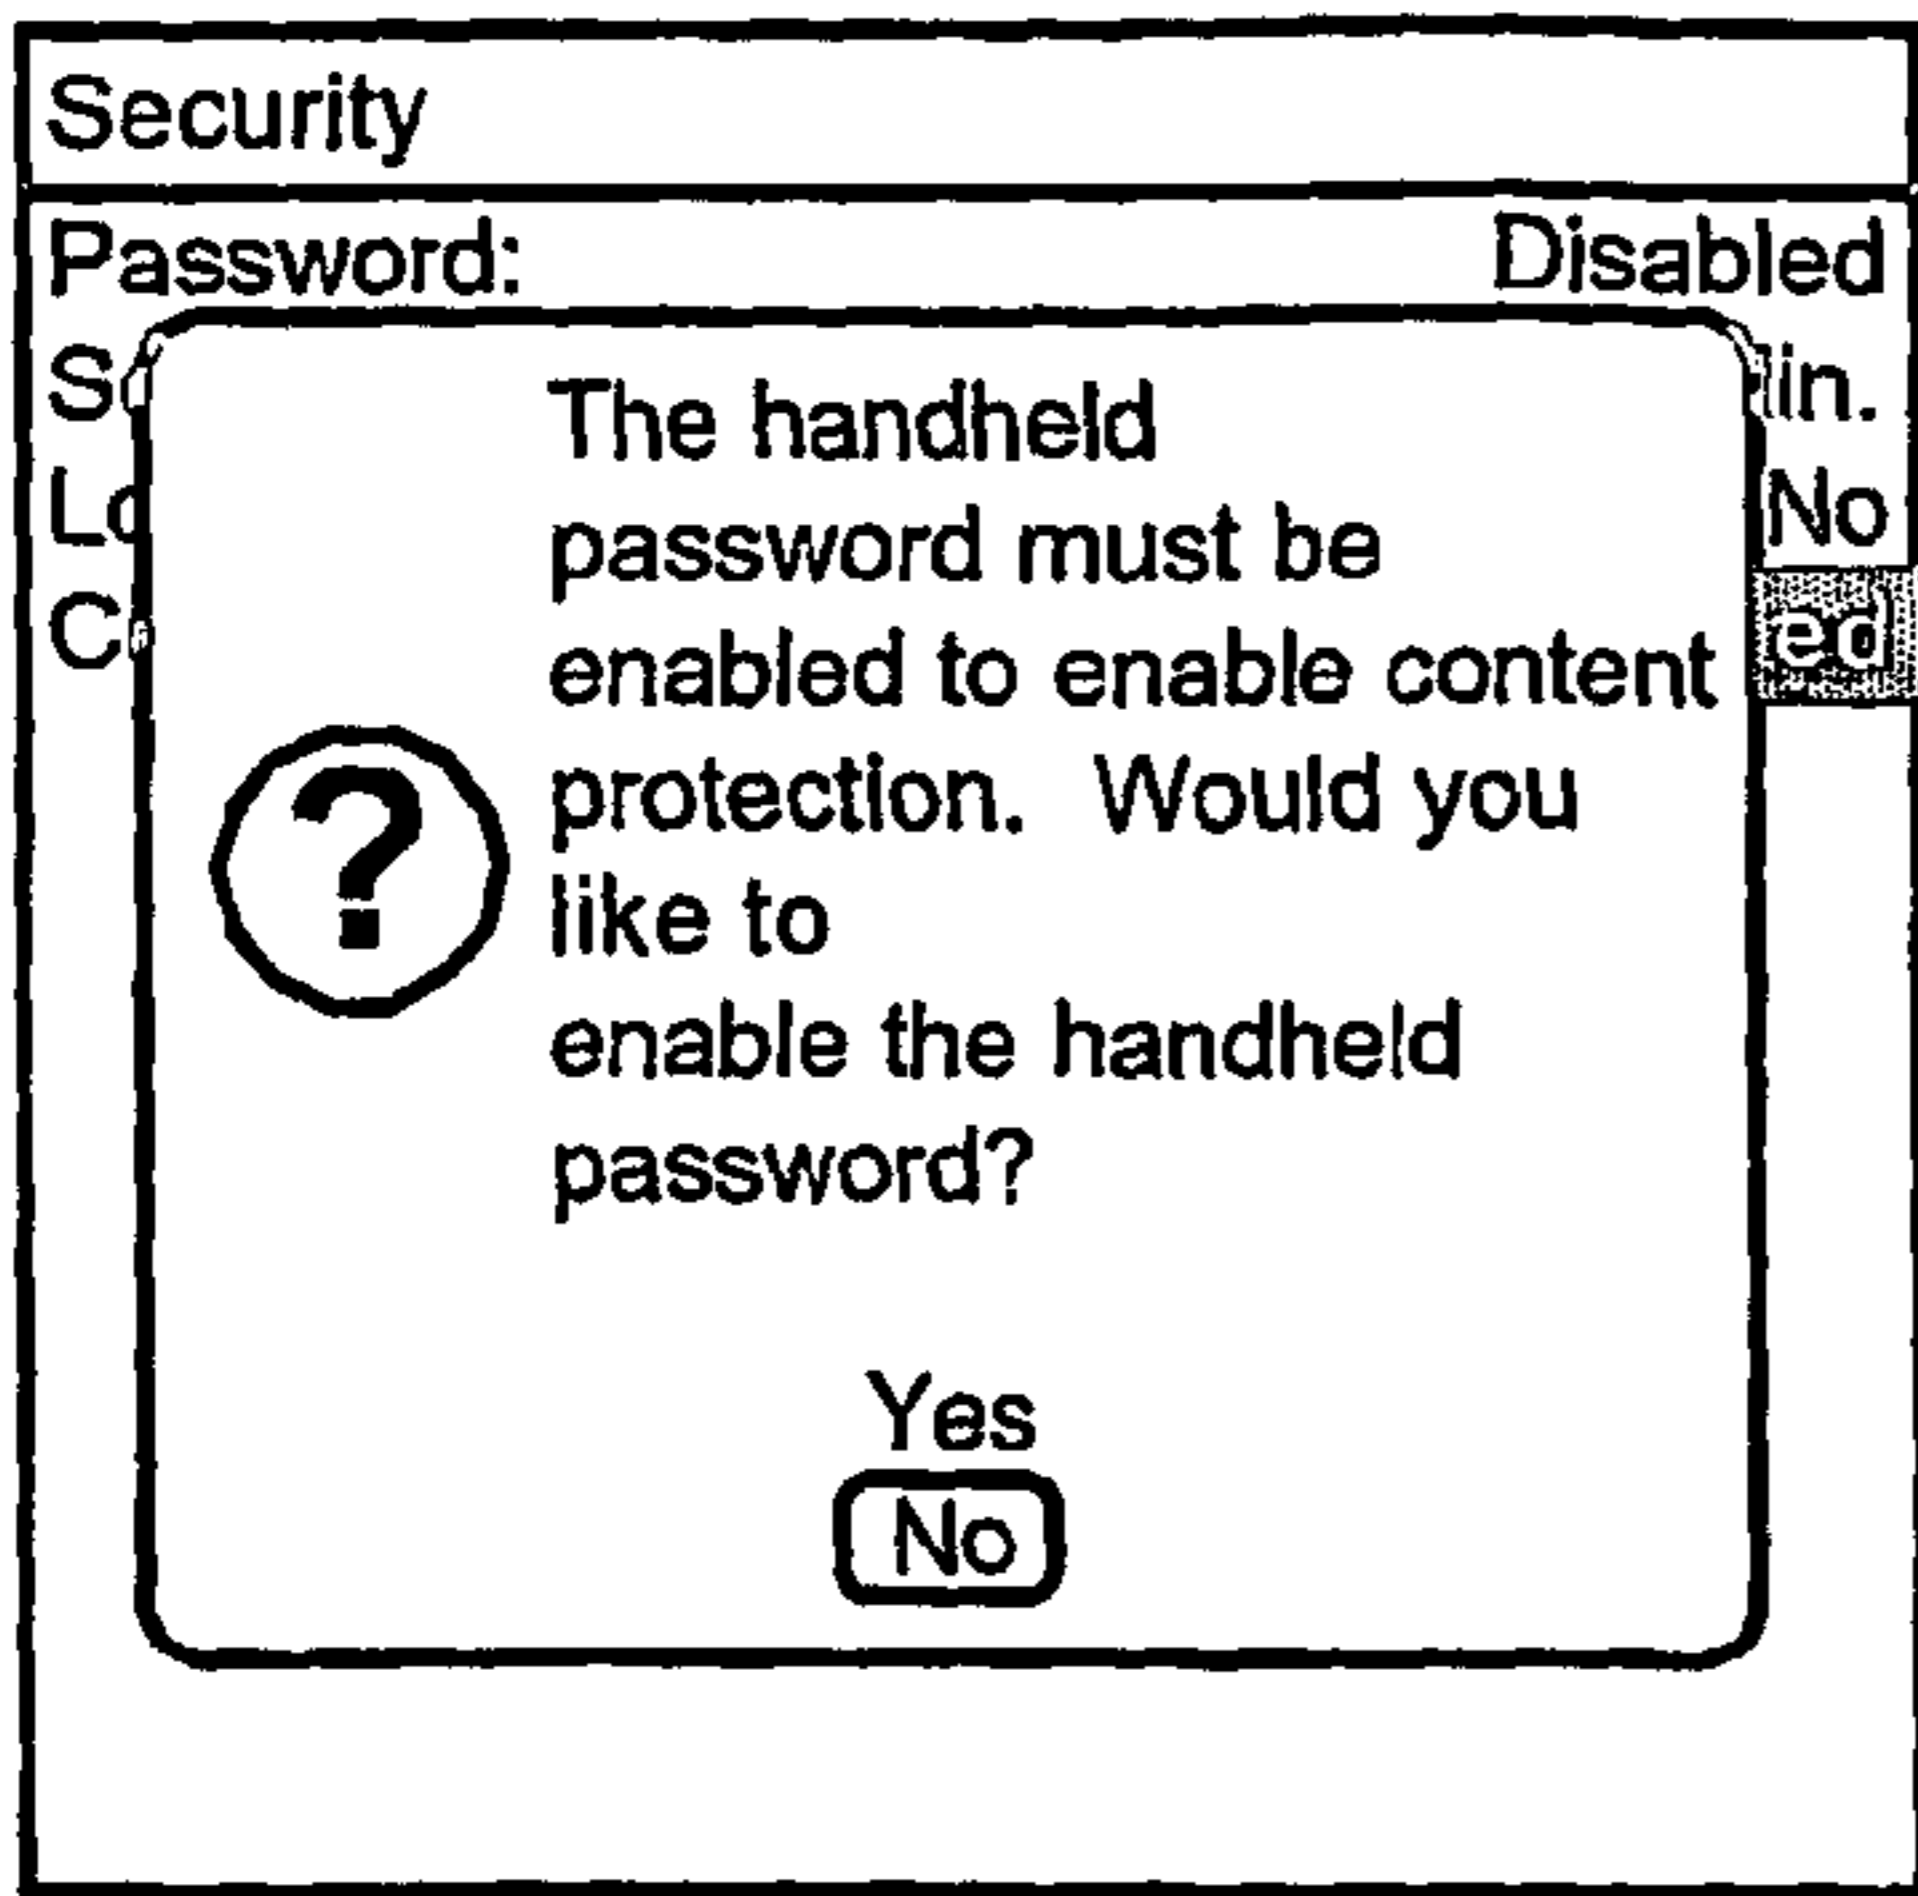 Security
Password: Disabled
in.
No
ed
The handheld
password must be
enabled to enable content
protection. Would you
like to
enable the handheld
password?
?
Yes
No